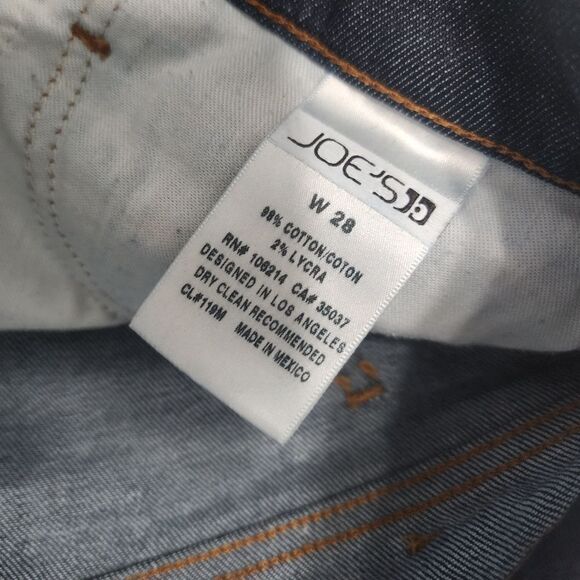 JOE'S
W 28
98% COTTON/COTON
2% LYCRA
RN# 106214 CA# 35037
DESIGNED IN LOS ANGELES
DRY CLEAN RECOMMENDED
CL#119M MADE IN MEXICO